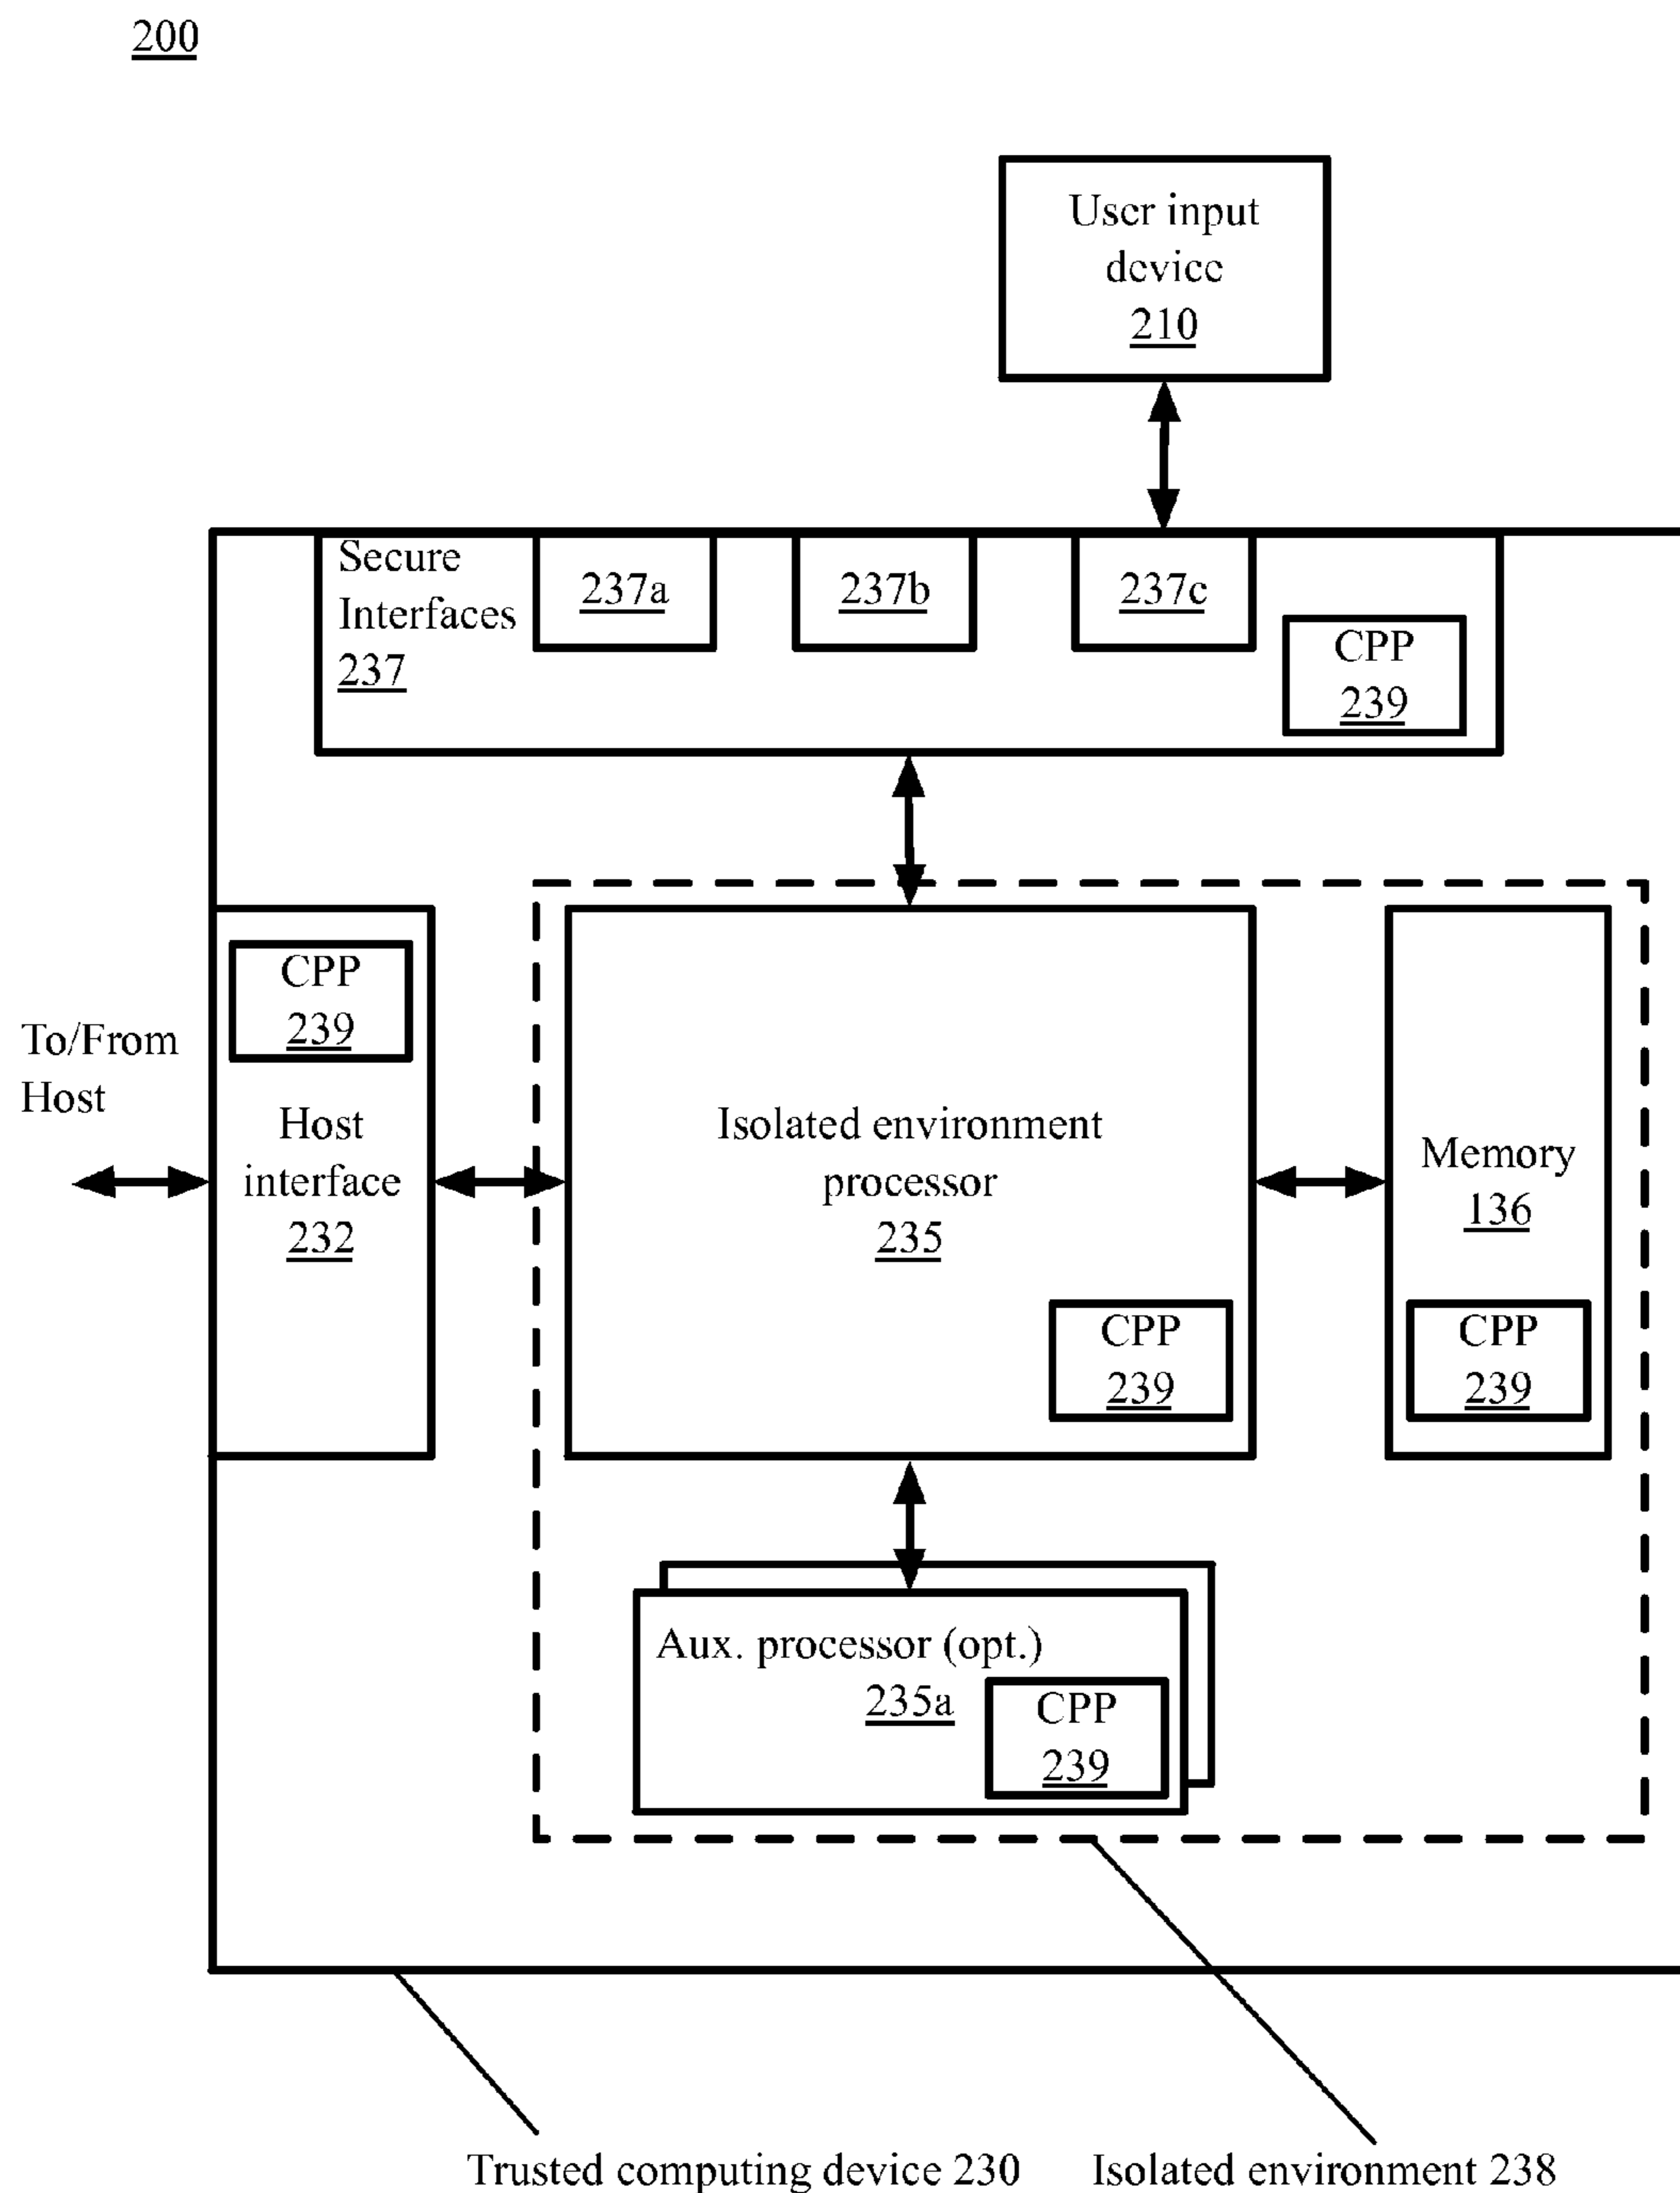 200
User input
device
210
Secure
Interfaces
237
237a
237b
237c
CPP
239
To/From
Host
CPP
239
Host
interface
232
Isolated environment
processor
235
CPP
239
Memory
136
CPP
239
Aux. processor (opt.)
235a
CPP
239
Trusted computing device 230
Isolated environment 238